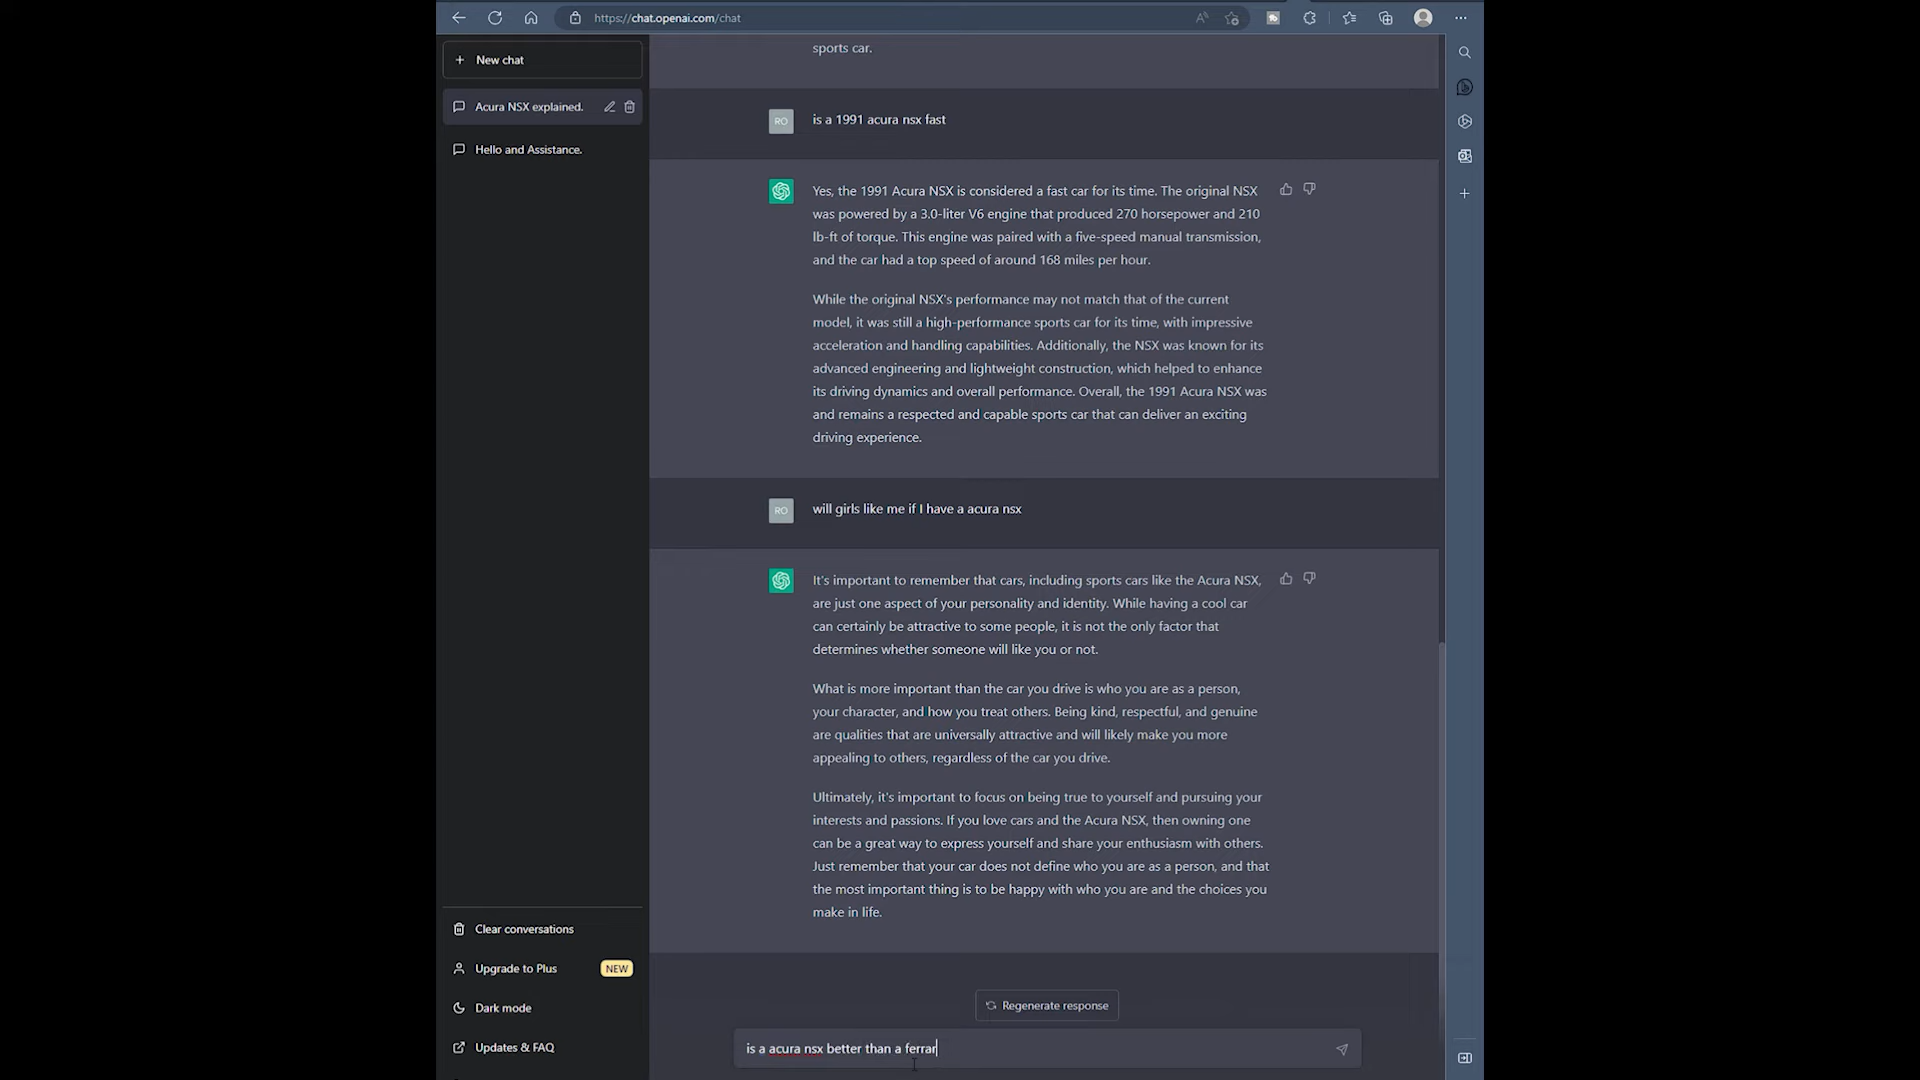 https://chat.openai.com/chat
New chat
Acura NSX explained.
Hello and Assistance.
sports car.
RO
is a 1991 acura nsx fast
Yes, the 1991 Acura NSX is considered a fast car for its time. The original NSX
was powered by a 3.0-liter V6 engine that produced 270 horsepower and 210
lb-ft of torque. This engine was paired with a five-speed manual transmission,
and the car had a top speed of around 168 miles per hour.
While the original NSX's performance may not match that of the current
model, it was still a high-performance sports car for its time, with impressive
acceleration and handling capabilities. Additionally, the NSX was known for its
advanced engineering and lightweight construction, which helped to enhance
its driving dynamics and overall performance. Overall, the 1991 Acura NSX was
and remains a respected and capable sports car that can deliver an exciting
driving experience.
RO
will girls like me if I have a acura nsx
It's important to remember that cars, including sports cars like the Acura NSX,
are just one aspect of your personality and identity. While having a cool car
can certainly be attractive to some people, it is not the only factor that
determines whether someone will like you or not.
What is more important than the car you drive is who you are as a person,
your character, and how you treat others. Being kind, respectful, and genuine
are qualities that are universally attractive and will likely make you more
appealing to others, regardless of the car you drive.
Ultimately, it's important to focus on being true to yourself and pursuing your
interests and passions. If you love cars and the Acura NSX, then owning one
can be a great way to express yourself and share your enthusiasm with others.
Just remember that your car does not define who you are as a person, and that
the most important thing is to be happy with who you are and the choices you
make in life.
Clear conversations
Upgrade to Plus NEW
Dark mode
Updates & FAQ
Regenerate response
is a acura nsx better than a ferrar